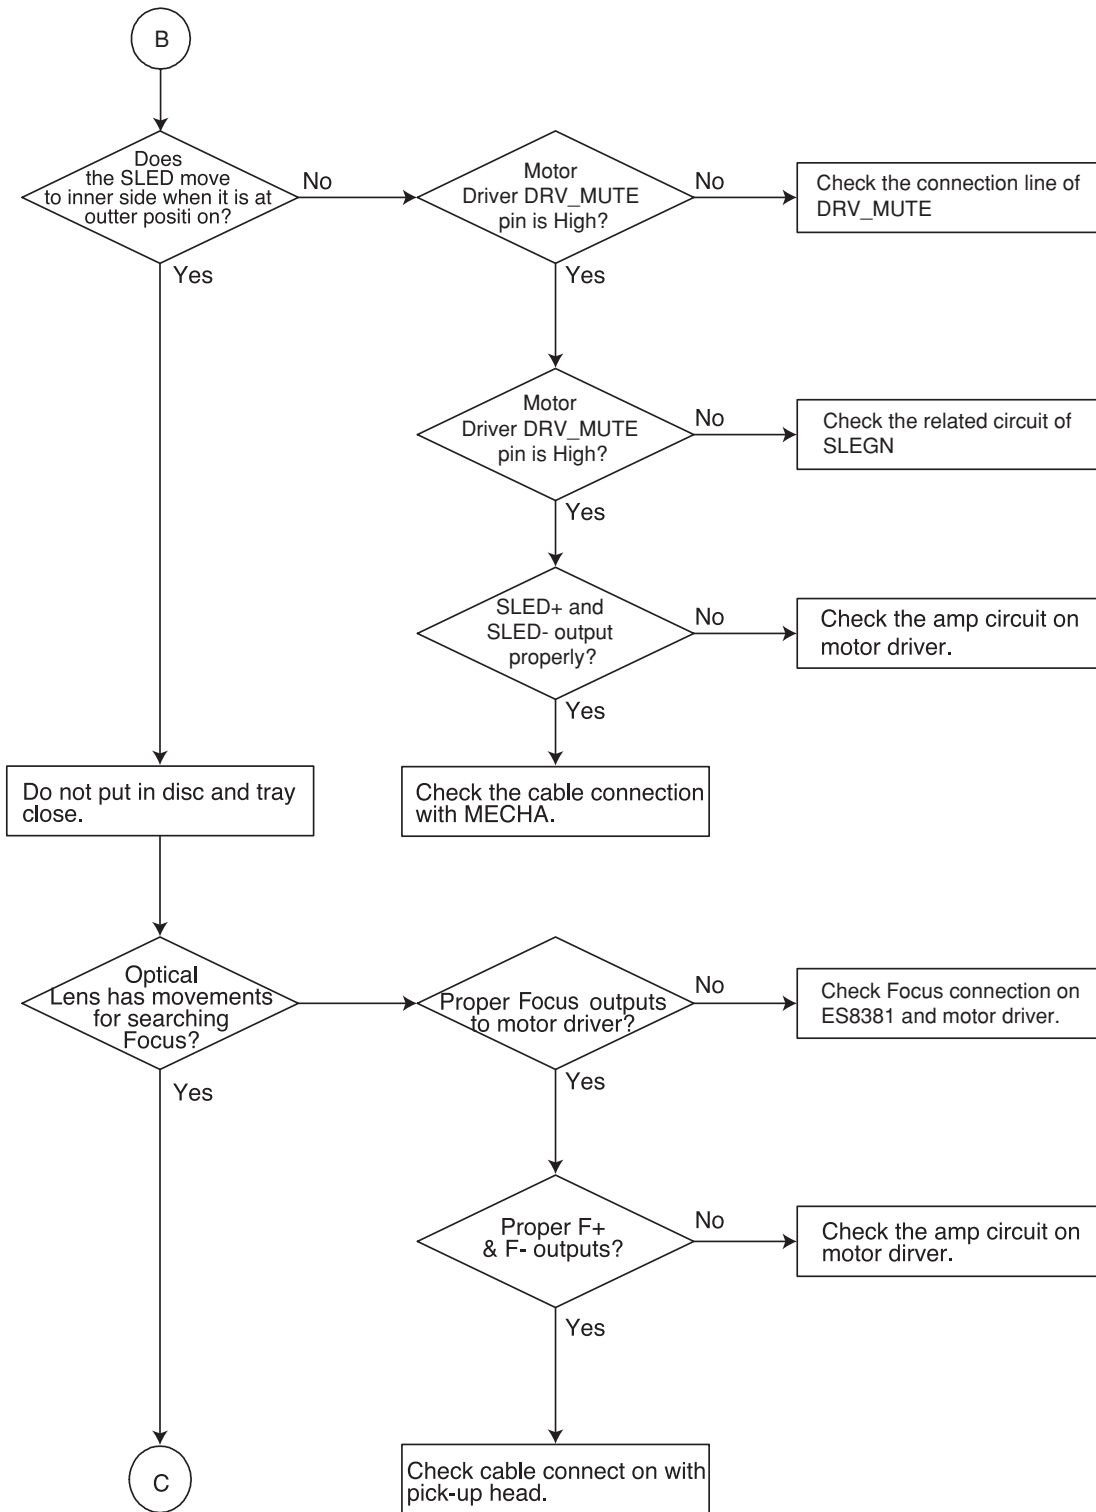 B
Does
the SLED move
to inner side when it is at
outter positi on?
No
Yes
Motor
Driver DRV_MUTE
pin is High?
No
Yes
Check the connection line of
DRV_MUTE
Motor
Driver DRV_MUTE
pin is High?
No
Yes
Check the related circuit of
SLEGN
SLED+ and
SLED- output
properly?
No
Yes
Check the amp circuit on
motor driver.
Do not put in disc and tray
close.
Check the cable connection
with MECHA.
Optical
Lens has movements
for searching
Focus?
Yes
Proper Focus outputs
to motor driver?
No
Yes
Check Focus connection on
ES8381 and motor driver.
Proper F+
& F- outputs?
No
Yes
Check the amp circuit on
motor dirver.
C
Check cable connect on with
pick-up head.